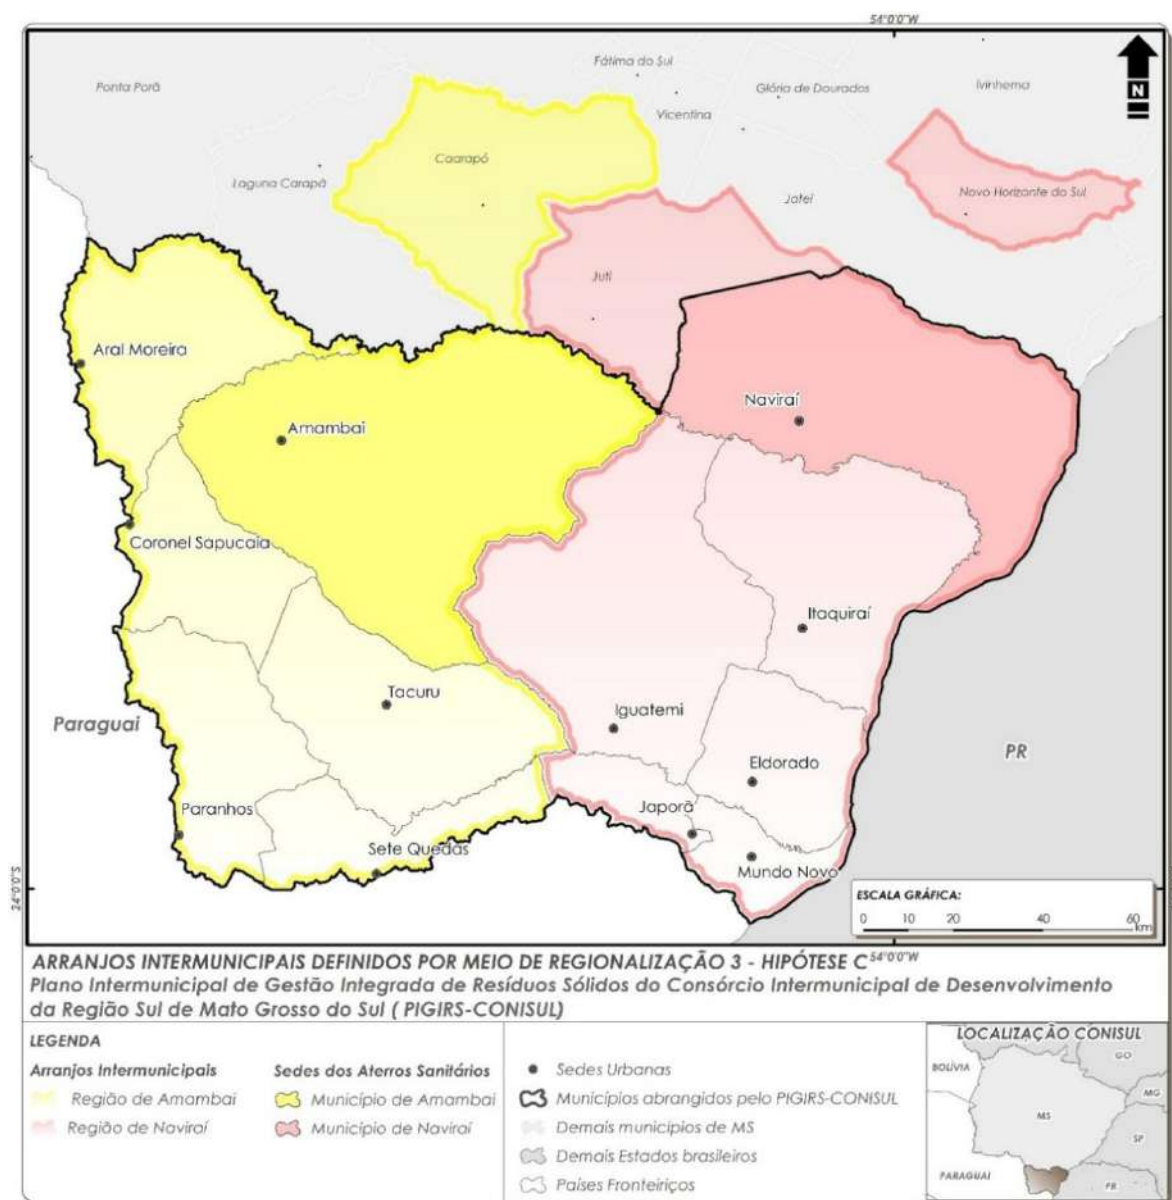 54°0'0"W
Ponta Porã
Fátima do Sul
Glória de Dourados
Ivinhema
Vicentina
Caarapó
Laguna Carapã
Jateí
Novo Horizonte do Sul
Juti
Aral Moreira
Amambai
Naviraí
Coronel Sapucaia
Itaquiraí
Tacuru
Iguatemi
Paraguai
PR
Eldorado
Paranhos
Japorã
Sete Quedas
Mundo Novo
24°0'0"S
N
ESCALA GRÁFICA:
0 10 20 40 60
km
54°0'0"W
ARRANJOS INTERMUNICIPAIS DEFINIDOS POR MEIO DE REGIONALIZAÇÃO 3 - HIPÓTESE C
Plano Intermunicipal de Gestão Integrada de Resíduos Sólidos do Consórcio Intermunicipal de Desenvolvimento
da Região Sul de Mato Grosso do Sul ( PIGIRS-CONISUL)
LEGENDA
Arranjos Intermunicipais
Região de Amambai
Região de Naviraí
Sedes dos Aterros Sanitários
Município de Amambai
Município de Naviraí
Sedes Urbanas
Municípios abrangidos pelo PIGIRS-CONISUL
Demais municípios de MS
Demais Estados brasileiros
Países Fronteiriços
LOCALIZAÇÃO CONISUL
BOLÍVIA
GO
MG
MS
SP
PARAGUAI
PR